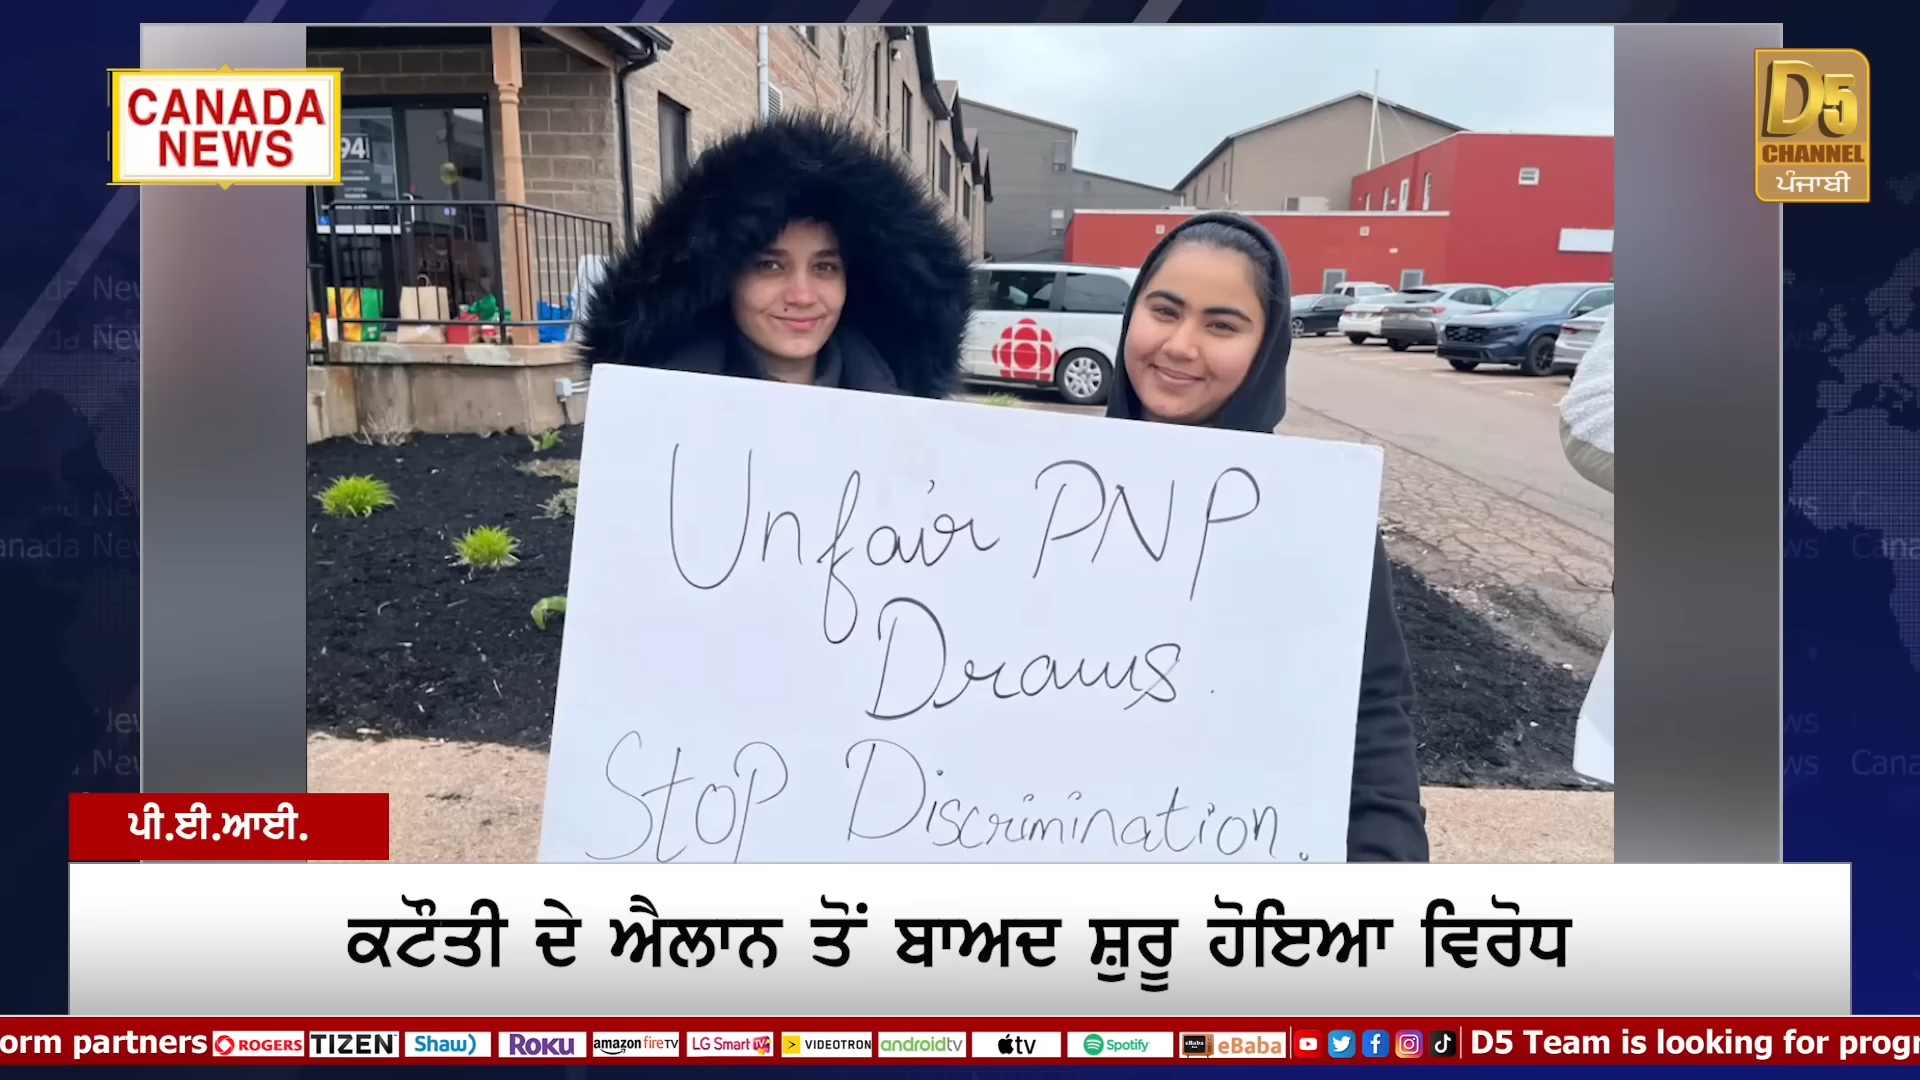 CANADA
NEWS
94
D5
CHANNEL
ਪੰਜਾਬੀ
Unfair PNP
Draws.
Stop Discrimination.
ਪੀ.ਈ.ਆਈ.
ਕਟੌਤੀ ਦੇ ਐਲਾਨ ਤੋਂ ਬਾਅਦ ਸ਼ੁਰੂ ਹੋਇਆ ਵਿਰੋਧ
orm partners ROGERS TIZEN Shaw) ROKU amazon fireTV LG Smart TV VIDEOTRON androidtv tv Spotify eBaba D5 Team is looking for progr